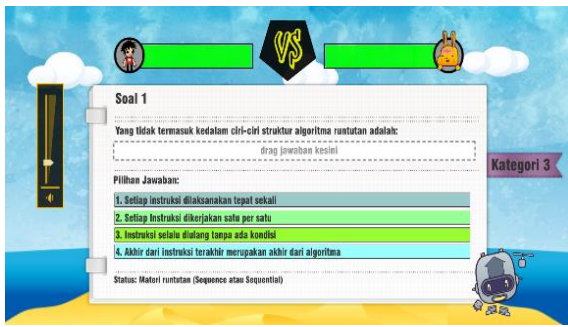 VS
Soal 1
Yang tidak termasuk kedalam ciri-ciri struktur algoritma runtutan adalah:
drag jawaban kesini
Kategori 3
Pilihan Jawaban:
1. Setiap instruksi dilaksanakan tepat sekali
2. Setiap Instruksi dikerjakan satu per satu
3. Instruksi selalu diulang tanpa ada kondisi
4. Akhir dari instruksi terakhir merupakan akhir dari algoritma
Status: Materi runtutan (Sequence atau Sequential)